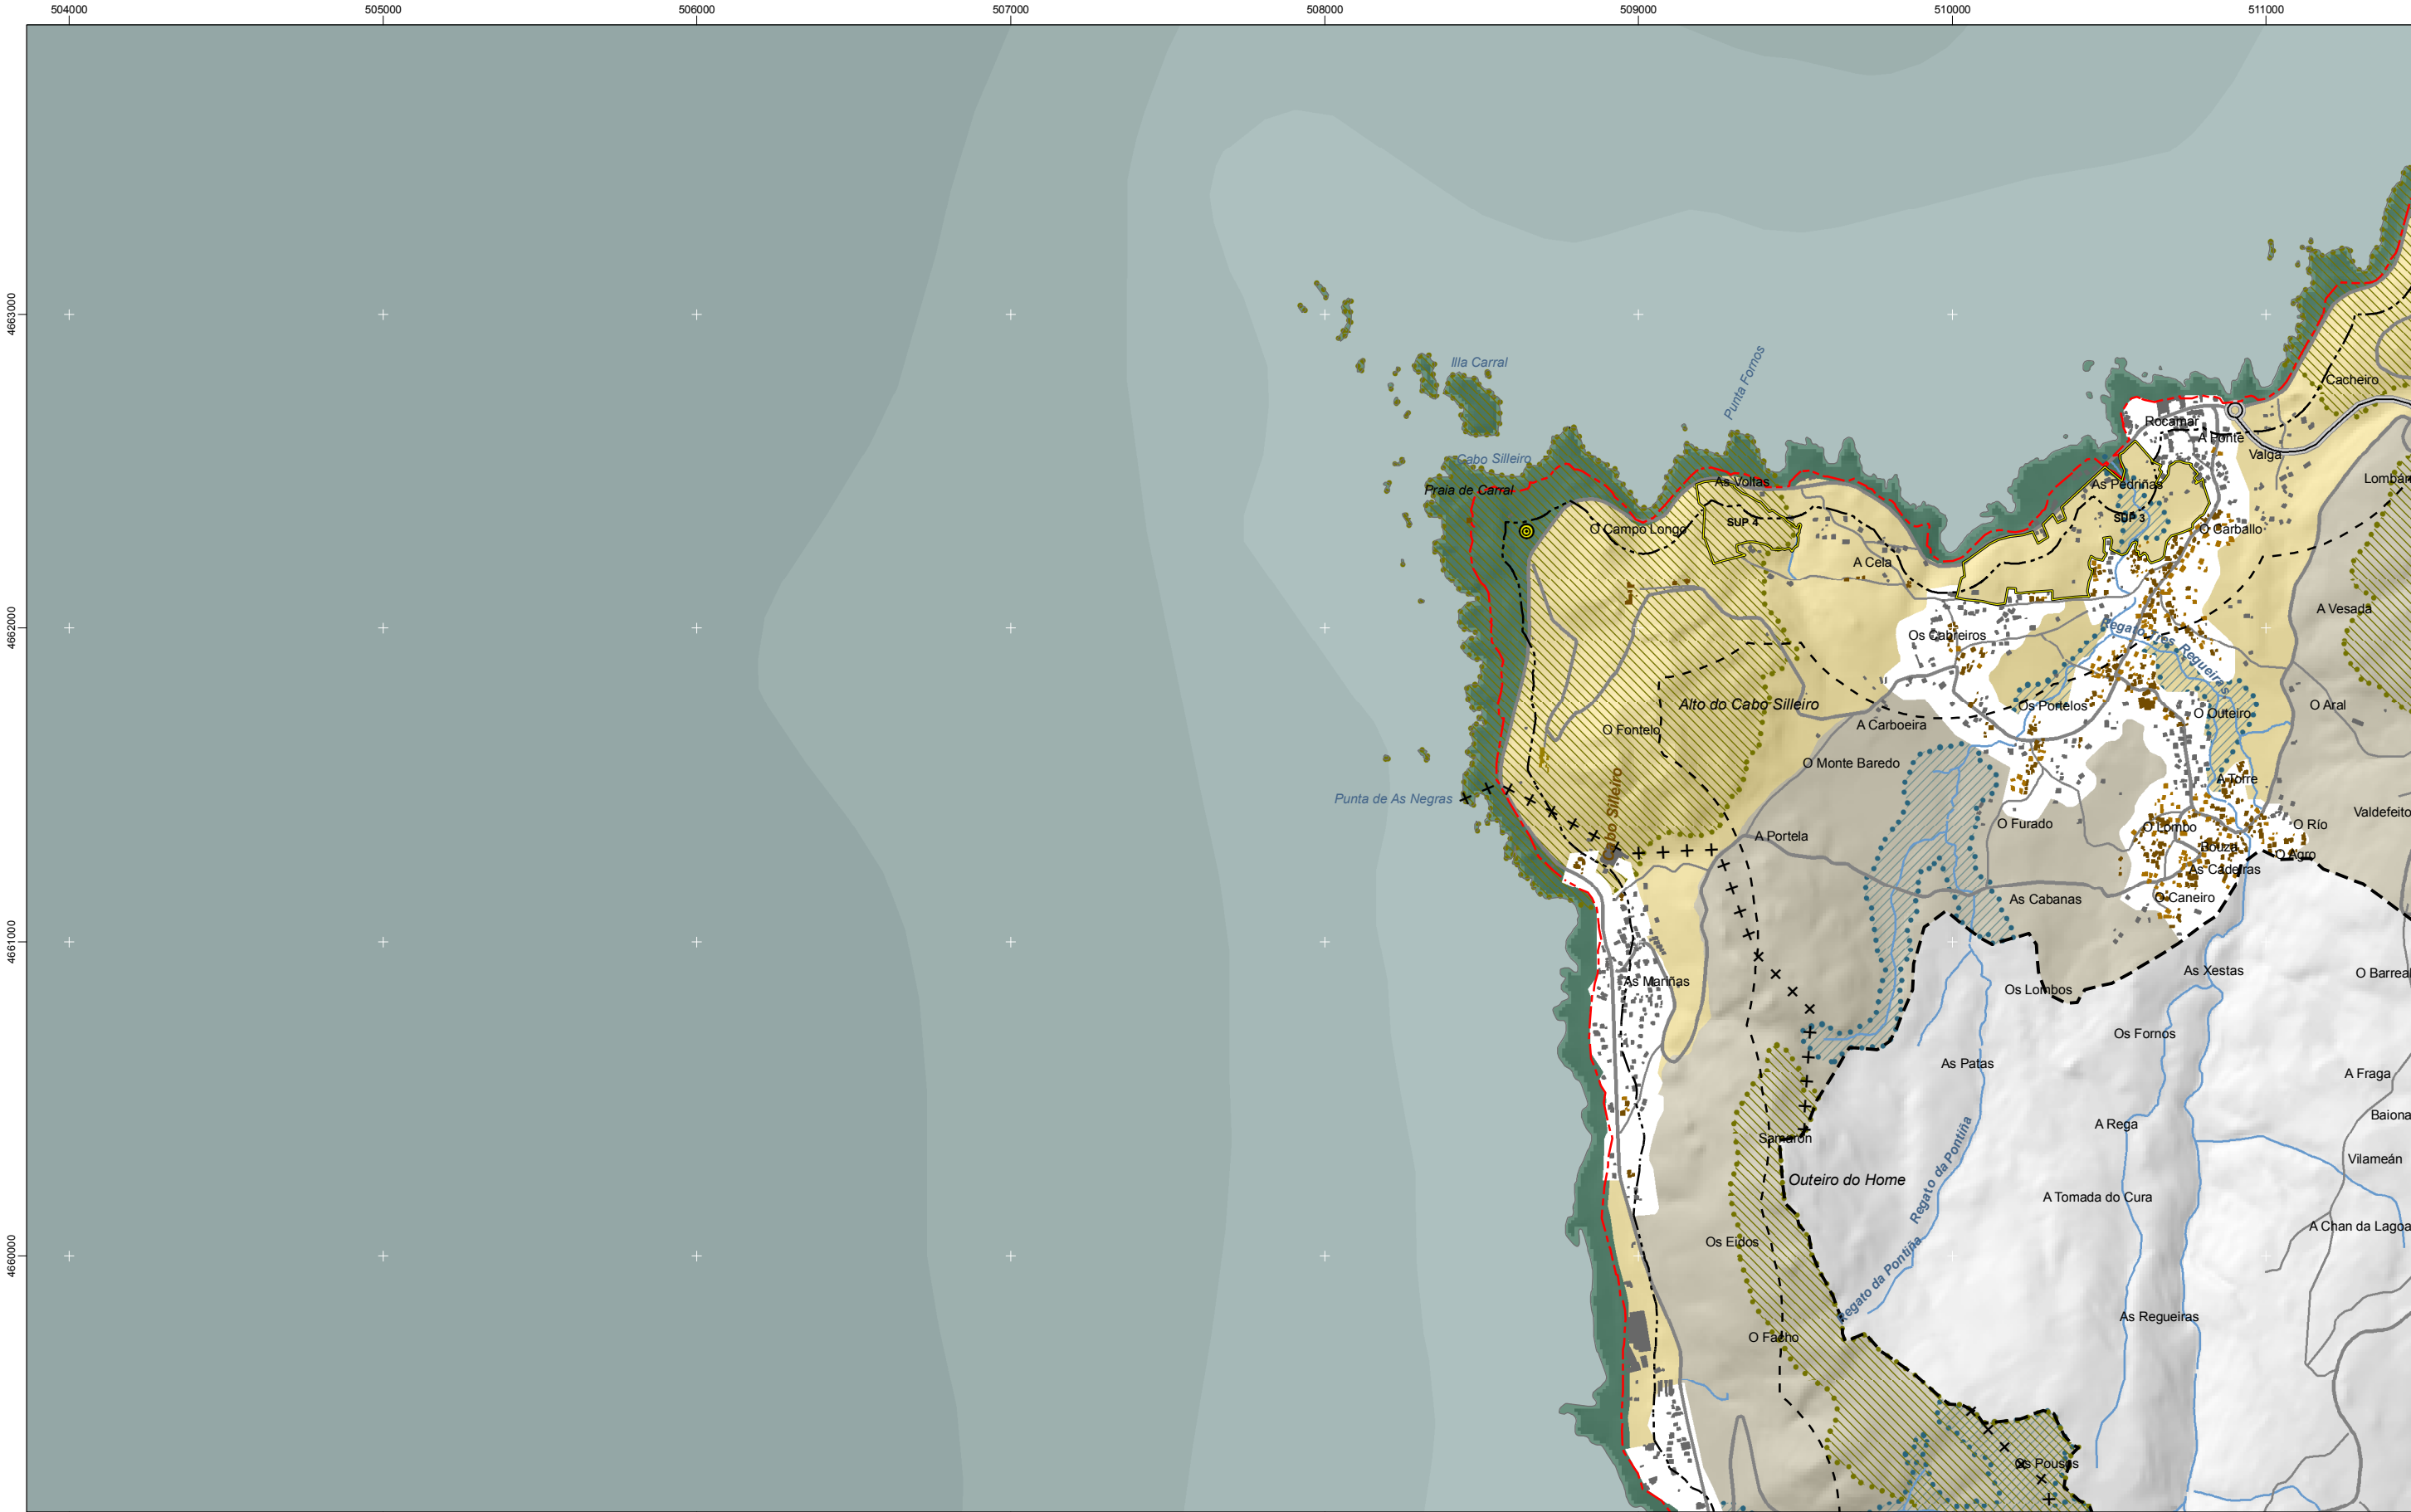 504000
505000
506000
507000
508000
509000
510000
511000
4663000
4662000
4661000
4660000
Illa Carral
Punta Fornos
Cacheiro
Rocamar
A Ponte
Valga
Cabo Silleiro
Praia de Carral
As Voltas
As Pedriñas
SUP 4
SUP 3
O Campo Longo
O Carballo
A Cela
A Vesada
Os Cabreiros
Regato Tres Regueiras
Alto do Cabo Silleiro
Os Portelos
O Outeiro
O Aral
A Carboeira
O Fontelo
O Monte Baredo
A Torre
Punta de As Negras
Cabo Silleiro
Valdefeito
O Furado
O Lombo
O Río
A Portela
Bouza
O Agro
As Cadeiras
As Cabanas
O Caneiro
As Mariñas
As Xestas
O Barreal
Os Lombos
Os Fornos
As Patas
A Fraga
Baiona
A Rega
Samarón
Regato da Pontiña
Vilameán
Outeiro do Home
A Tomada do Cura
A Chan da Lagoa
Os Eidos
Regato da Pontiña
As Regueiras
O Facho
Os Pousos